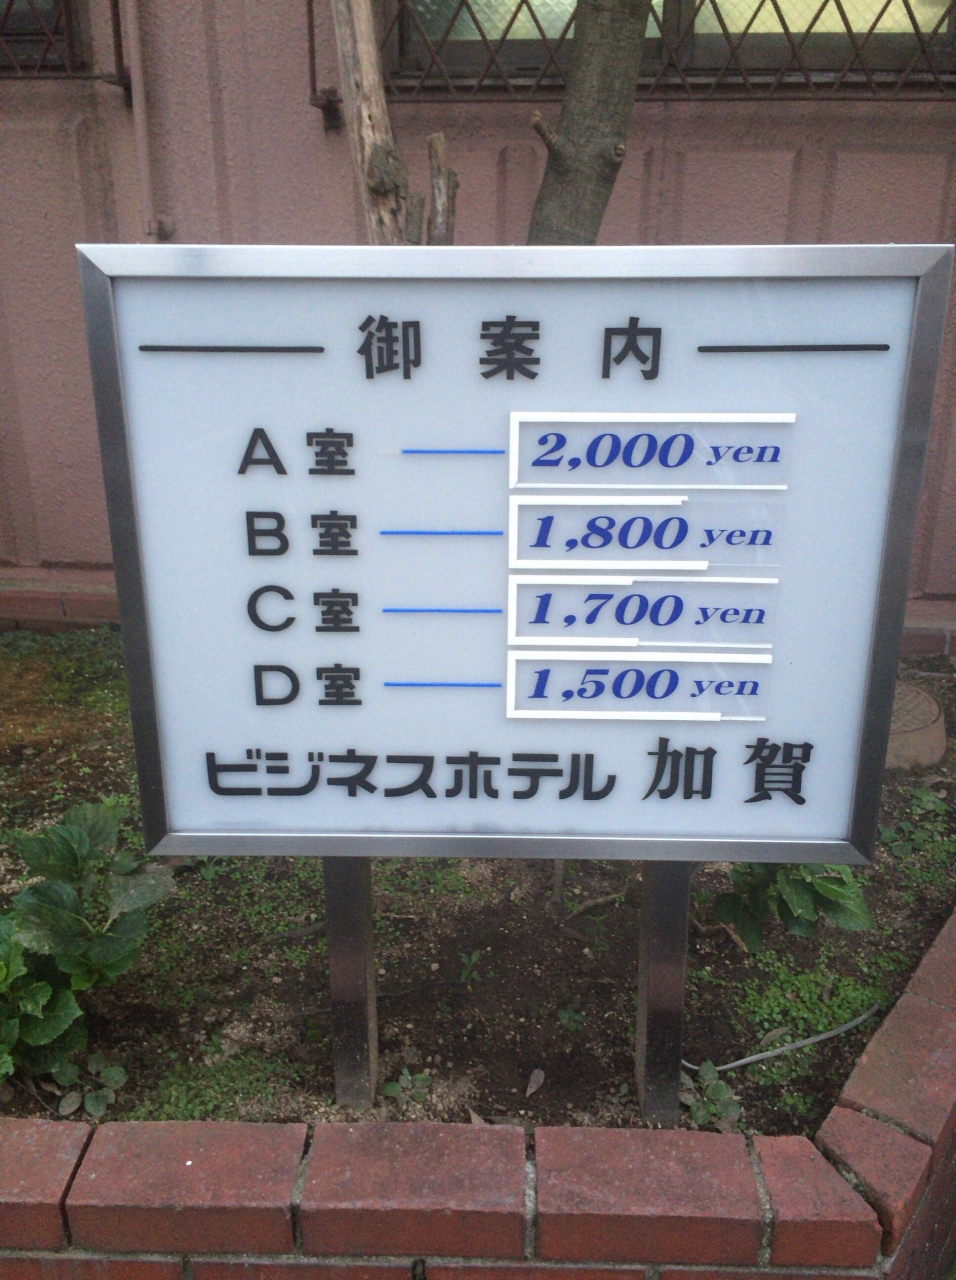 御案内
A室 2,000 yen
B室 1,800 yen
C室 1,700 yen
D室 1,500 yen
ビジネスホテル 加賀